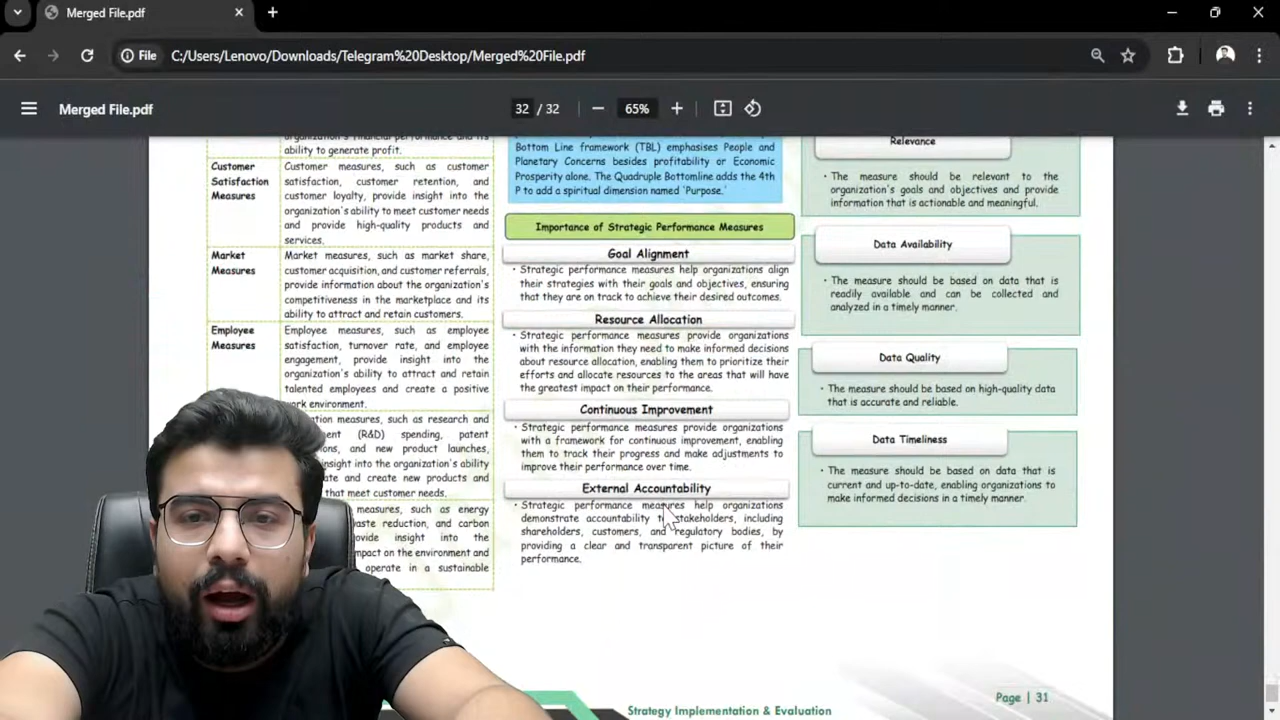 Merged File.pdf
File
C:/Users/Lenovo/Downloads/Telegram%20Desktop/Merged%20File.pdf
Merged File.pdf
32 / 32
65%
organization's financial performance and its
ability to generate profit.
Customer
Satisfaction
Measures
Customer measures, such as customer
satisfaction, customer retention, and
customer loyalty, provide insight into the
organization's ability to meet customer needs
and provide high-quality products and
services.
Market
Measures
Market measures, such as market share,
customer acquisition, and customer referrals,
provide information about the organization's
competitiveness in the marketplace and its
ability to attract and retain customers.
Employee
Measures
Employee measures, such as employee
satisfaction, turnover rate, and employee
engagement, provide insight into the
organization's ability to attract and retain
talented employees and create a positive
environment.
measures, such as research and
(R&D) spending, patent
and new product launches,
insight into the organization's ability
and create new products and
that meet customer needs.
measures, such as energy
reduction, and carbon
insight into the
impact on the environment and
operate in a sustainable
Bottom Line framework (TBL) emphasises People and
Planetary Concerns besides profitability or Economic
Prosperity alone. The Quadruple Bottomline adds the 4th
P to add a spiritual dimension named 'Purpose.'
Importance of Strategic Performance Measures
Goal Alignment
• Strategic performance measures help organizations align
their strategies with their goals and objectives, ensuring
that they are on track to achieve their desired outcomes.
Resource Allocation
• Strategic performance measures provide organizations
with the information they need to make informed decisions
about resource allocation, enabling them to prioritize their
efforts and allocate resources to the areas that will have
the greatest impact on their performance.
Continuous Improvement
• Strategic performance measures provide organizations
with a framework for continuous improvement, enabling
them to track their progress and make adjustments to
improve their performance over time.
External Accountability
• Strategic performance measures help organizations
demonstrate accountability to stakeholders, including
shareholders, customers, and regulatory bodies, by
providing a clear and transparent picture of their
performance.
Relevance
• The measure should be relevant to the
organization's goals and objectives and provide
information that is actionable and meaningful.
Data Availability
• The measure should be based on data that is
readily available and can be collected and
analyzed in a timely manner.
Data Quality
• The measure should be based on high-quality data
that is accurate and reliable.
Data Timeliness
• The measure should be based on data that is
current and up-to-date, enabling organizations to
make informed decisions in a timely manner.
Page | 31
Strategy Implementation & Evaluation